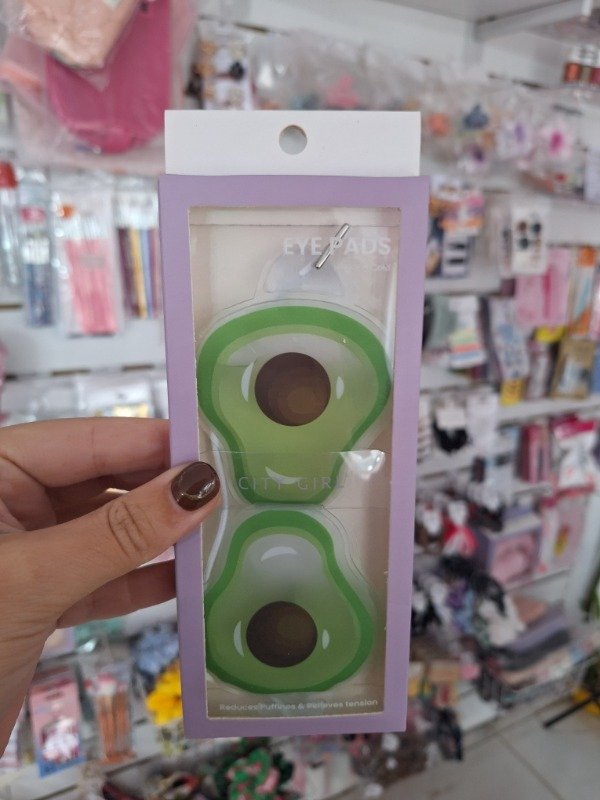 EYE PADS
CITY GIRL
Reduces Puffiness & Relieves tension